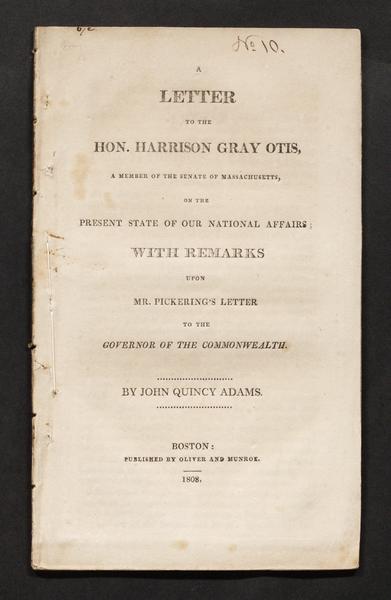 No 10.
A
LETTER
TO THE
HON. HARRISON GRAY OTIS,
A MEMBER OF THE SENATE OF MASSACHUSETTS,
ON THE
PRESENT STATE OF OUR NATIONAL AFFAIRS;
WITH REMARKS
UPON
MR. PICKERING'S LETTER
TO THE
GOVERNOR OF THE COMMONWEALTH.
BY JOHN QUINCY ADAMS.
BOSTON:
PUBLISHED BY OLIVER AND MUNROE.
1808.